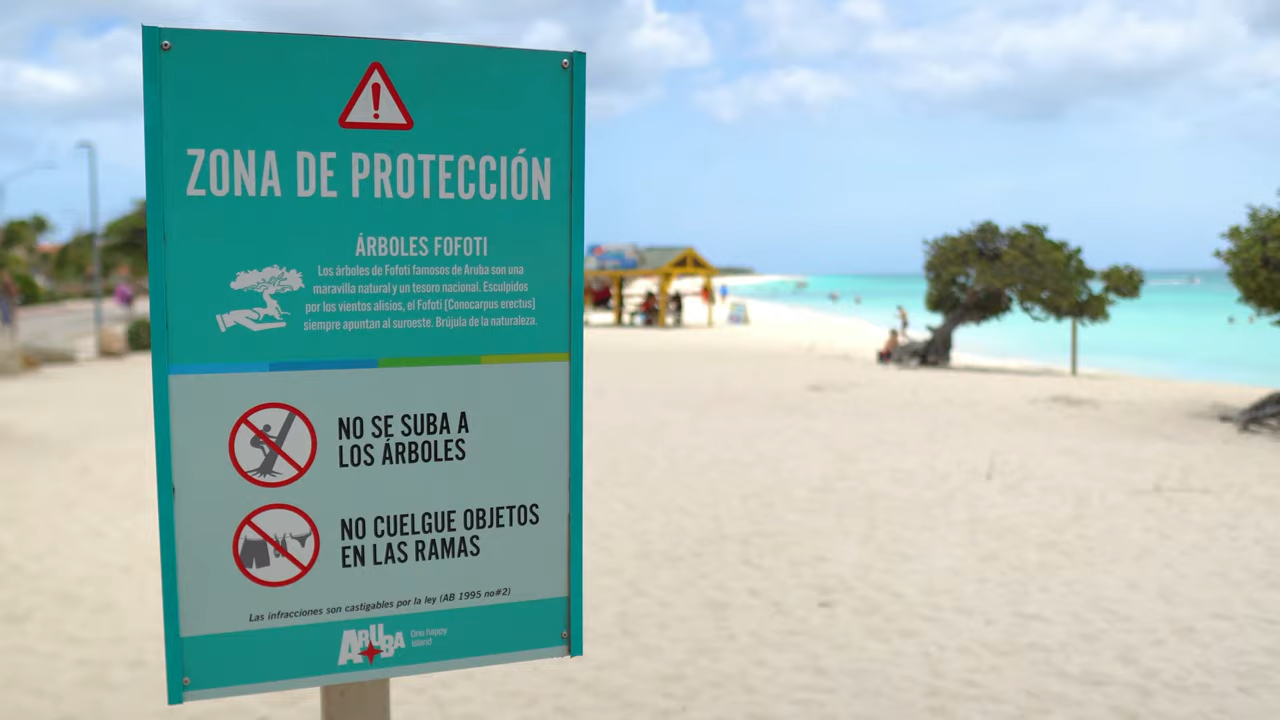 ZONA DE PROTECCIÓN
ÁRBOLES FOFOTI
Los árboles de Fofoti famosos de Aruba son una
maravilla natural y un tesoro nacional. Esculpidos
por los vientos alisios, el Fofoti (Conocarpus erectus)
siempre apuntan al suroeste. Brújula de la naturaleza.
NO SE SUBA A
LOS ÁRBOLES
NO CUELGUE OBJETOS
EN LAS RAMAS
Las infracciones son castigables por la ley (AB 1995 no#2)
ARUBA
One happy
island